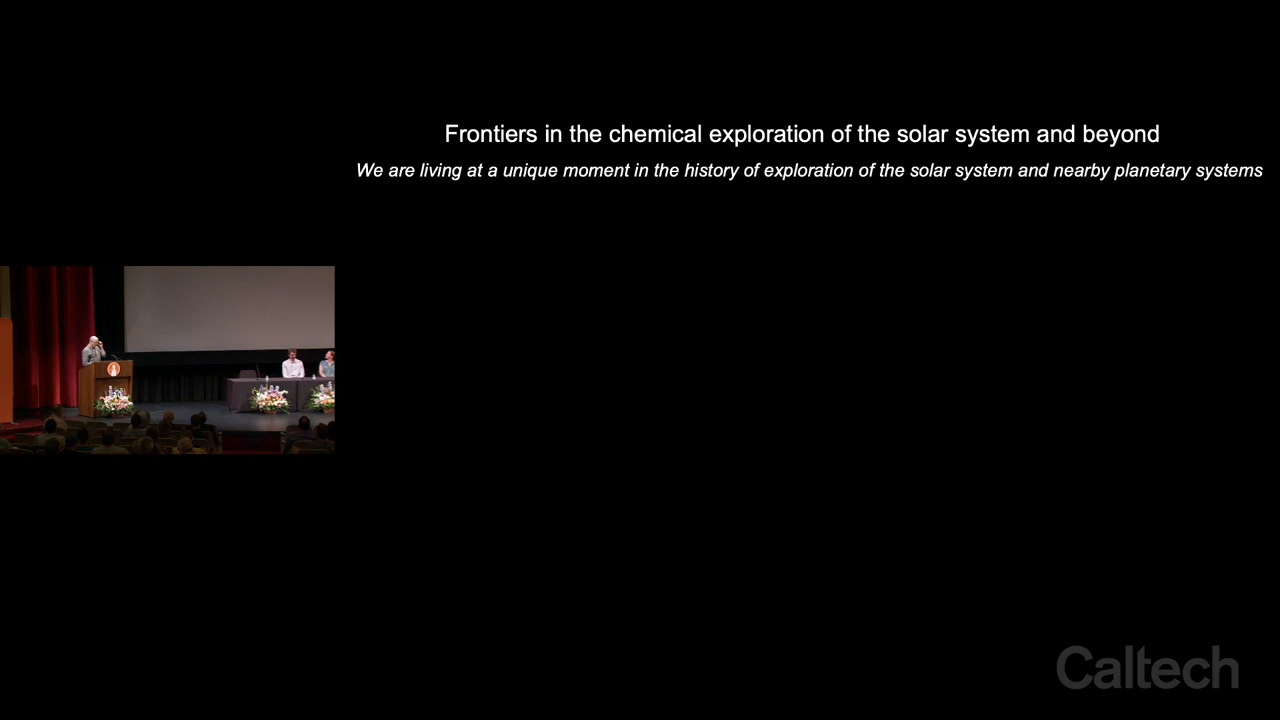 Frontiers in the chemical exploration of the solar system and beyond
We are living at a unique moment in the history of exploration of the solar system and nearby planetary systems
Caltech